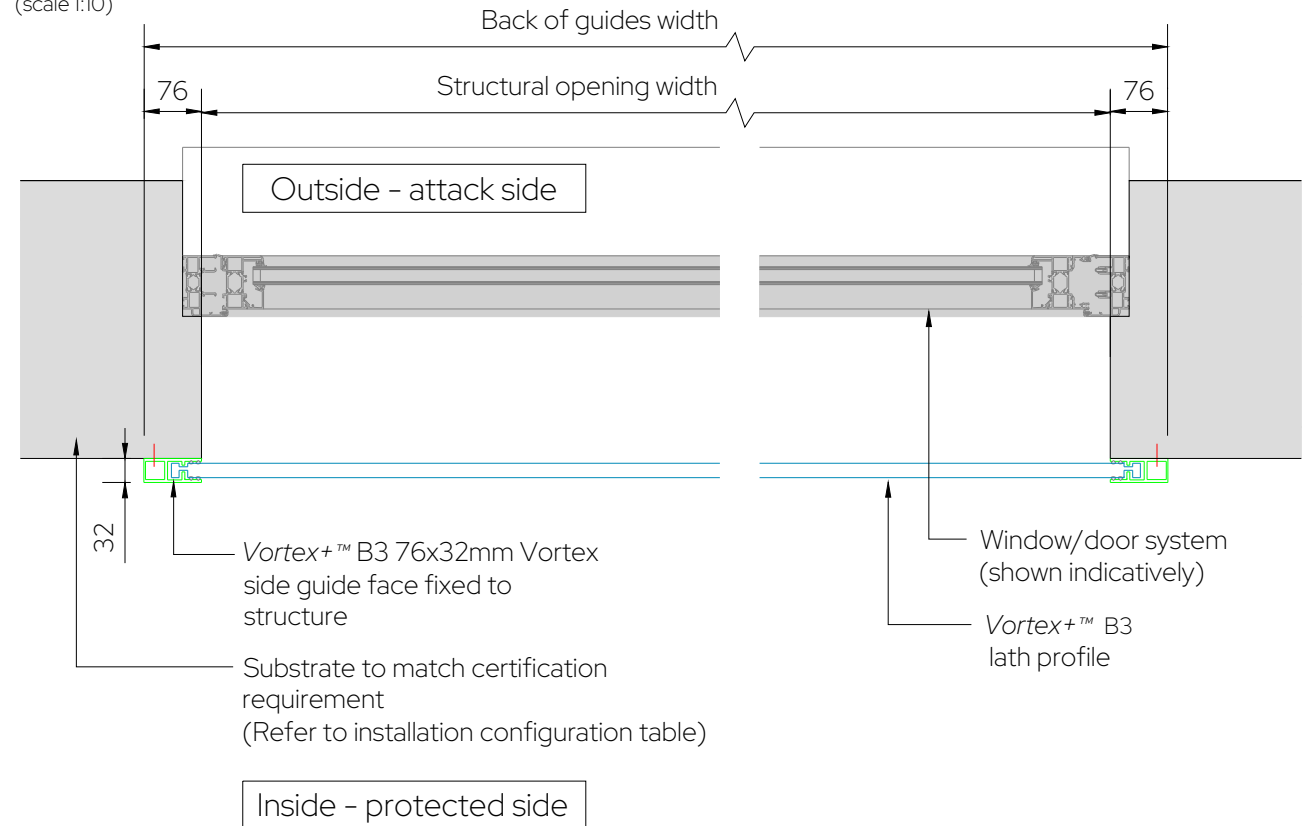 (scale 1:10)
Back of guides width
76
Structural opening width
76
Outside - attack side
32
Vortex+™ B3 76x32mm Vortex
side guide face fixed to
structure
Window/door system
(shown indicatively)
Vortex+™ B3
lath profile
Substrate to match certification
requirement
(Refer to installation configuration table)
Inside - protected side